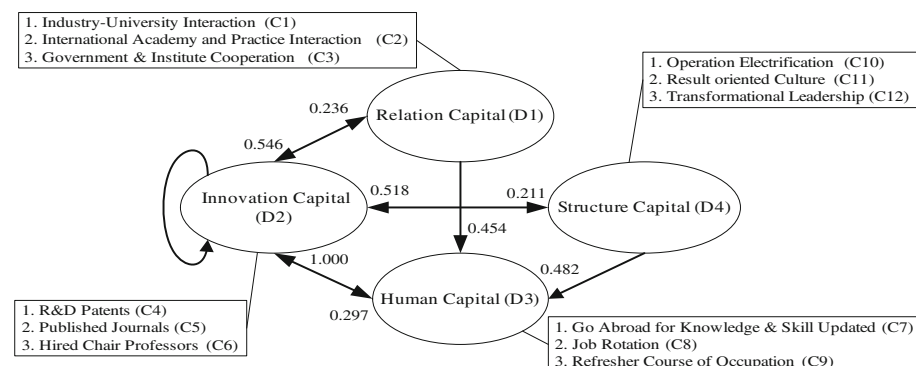 1. Industry-University Interaction (C1)
2. International Academy and Practice Interaction (C2)
3. Government & Institute Cooperation (C3)
1. Operation Electrification (C10)
2. Result oriented Culture (C11)
3. Transformational Leadership (C12)
0.236
Relation Capital (D1)
0.546
Innovation Capital
(D2)
0.518
0.211
Structure Capital (D4)
0.454
1.000
0.482
Human Capital (D3)
0.297
1. R&D Patents (C4)
2. Published Journals (C5)
3. Hired Chair Professors (C6)
1. Go Abroad for Knowledge & Skill Updated (C7)
2. Job Rotation (C8)
3. Refresher Course of Occupation (C9)